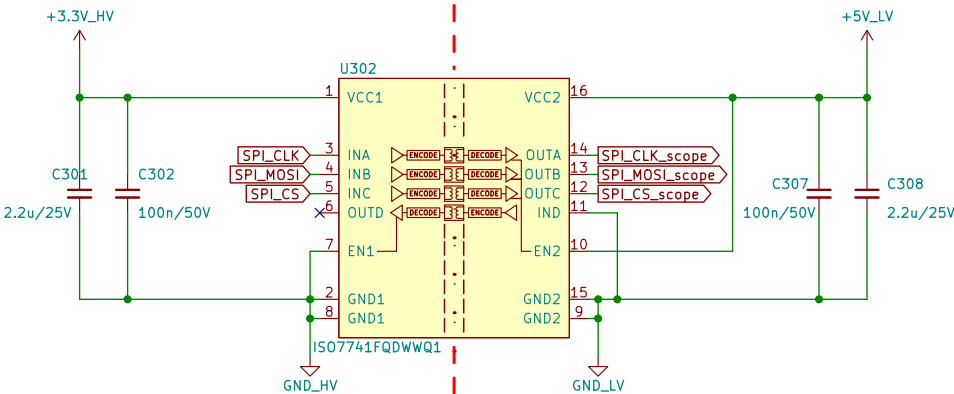 +3.3V_HV
+5V_LV
U302
1 VCC1 VCC2 16
SPI_CLK 3 INA ENCODE DECODE OUTA 14 SPI_CLK_scope
SPI_MOSI 4 INB ENCODE DECODE OUTB 13 SPI_MOSI_scope
C301 C302 SPI_CS 5 INC ENCODE DECODE OUTC 12 SPI_CS_scope C307 C308
2.2u/25V 100n/50V 6 OUTD DECODE ENCODE IND 11 100n/50V 2.2u/25V
7 EN1 EN2 10
2 GND1 GND2 15
8 GND1 GND2 9
ISO7741FQDWWQ1
GND_HV GND_LV